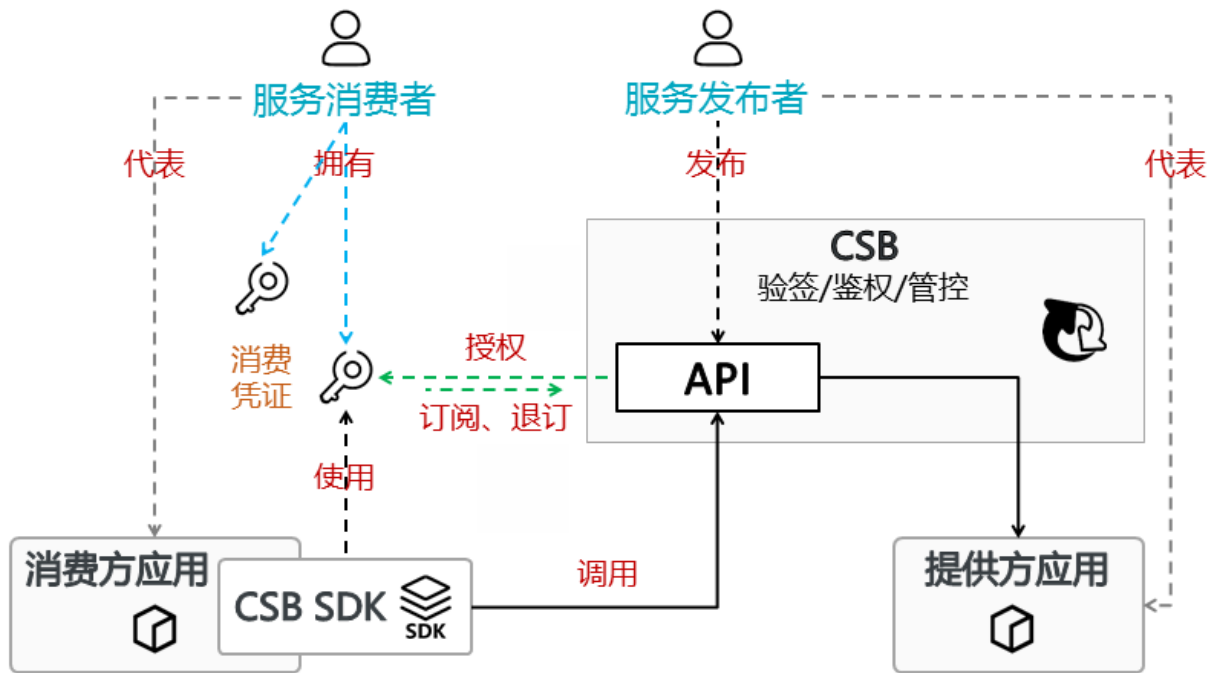 服务消费者
服务发布者
代表
拥有
发布
代表
CSB
验签/鉴权/管控
消费
凭证
授权
API
订阅、退订
使用
消费方应用
CSB SDK
SDK
调用
提供方应用